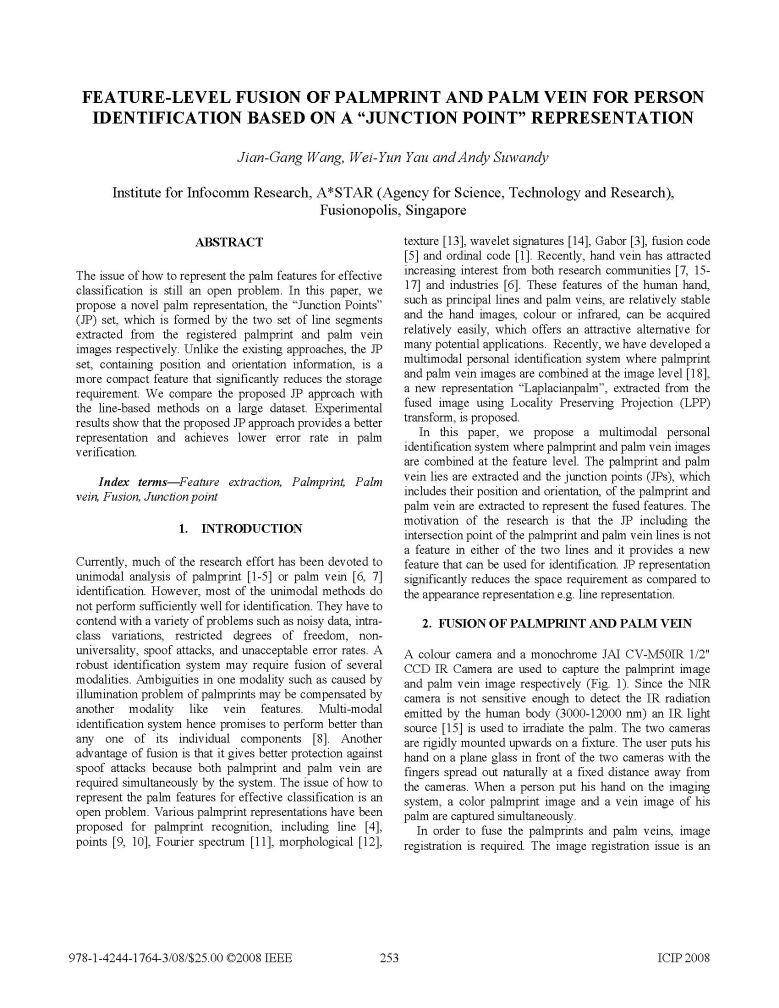 FEATURE-LEVEL FUSION OF PALMPRINT AND PALM VEIN FOR PERSON
IDENTIFICATION BASED ON A “JUNCTION POINT” REPRESENTATION
Jian-Gang Wang, Wei-Yun Yau and Andy Suwandy
Institute for Infocomm Research, A*STAR (Agency for Science, Technology and Research),
Fusionopolis, Singapore
ABSTRACT
The issue of how to represent the palm features for effective
classification is still an open problem. In this paper, we
propose a novel palm representation, the “Junction Points”
(JP) set, which is formed by the two set of line segments
extracted from the registered palmprint and palm vein
images respectively. Unlike the existing approaches, the JP
set, containing position and orientation information, is a
more compact feature that significantly reduces the storage
requirement. We compare the proposed JP approach with
the line-based methods on a large dataset. Experimental
results show that the proposed JP approach provides a better
representation and achieves lower error rate in palm
verification.
Index terms—Feature extraction, Palmprint, Palm
vein, Fusion, Junction point
1. INTRODUCTION
Currently, much of the research effort has been devoted to
unimodal analysis of palmprint [1-5] or palm vein [6, 7]
identification. However, most of the unimodal methods do
not perform sufficiently well for identification. They have to
contend with a variety of problems such as noisy data, intra-
class variations, restricted degrees of freedom, non-
universality, spoof attacks, and unacceptable error rates. A
robust identification system may require fusion of several
modalities. Ambiguities in one modality such as caused by
illumination problem of palmprints may be compensated by
another modality like vein features. Multi-modal
identification system hence promises to perform better than
any one of its individual components [8]. Another
advantage of fusion is that it gives better protection against
spoof attacks because both palmprint and palm vein are
required simultaneously by the system. The issue of how to
represent the palm features for effective classification is an
open problem. Various palmprint representations have been
proposed for palmprint recognition, including line [4],
points [9, 10], Fourier spectrum [11], morphological [12],
texture [13], wavelet signatures [14], Gabor [3], fusion code
[5] and ordinal code [1]. Recently, hand vein has attracted
increasing interest from both research communities [7, 15-
17] and industries [6]. These features of the human hand,
such as principal lines and palm veins, are relatively stable
and the hand images, colour or infrared, can be acquired
relatively easily, which offers an attractive alternative for
many potential applications. Recently, we have developed a
multimodal personal identification system where palmprint
and palm vein images are combined at the image level [18],
a new representation “Laplacianpalm”, extracted from the
fused image using Locality Preserving Projection (LPP)
transform, is proposed.
In this paper, we propose a multimodal personal
identification system where palmprint and palm vein images
are combined at the feature level. The palmprint and palm
vein lies are extracted and the junction points (JPs), which
includes their position and orientation, of the palmprint and
palm vein are extracted to represent the fused features. The
motivation of the research is that the JP including the
intersection point of the palmprint and palm vein lines is not
a feature in either of the two lines and it provides a new
feature that can be used for identification. JP representation
significantly reduces the space requirement as compared to
the appearance representation e.g. line representation.
2. FUSION OF PALMPRINT AND PALM VEIN
A colour camera and a monochrome JAI CV-M50IR 1/2"
CCD IR Camera are used to capture the palmprint image
and palm vein image respectively (Fig. 1). Since the NIR
camera is not sensitive enough to detect the IR radiation
emitted by the human body (3000-12000 nm) an IR light
source [15] is used to irradiate the palm. The two cameras
are rigidly mounted upwards on a fixture. The user puts his
hand on a plane glass in front of the two cameras with the
fingers spread out naturally at a fixed distance away from
the cameras. When a person put his hand on the imaging
system, a color palmprint image and a vein image of his
palm are captured simultaneously.
In order to fuse the palmprints and palm veins, image
registration is required. The image registration issue is an
978-1-4244-1764-3/08/$25.00 ©2008 IEEE
253
ICIP 2008